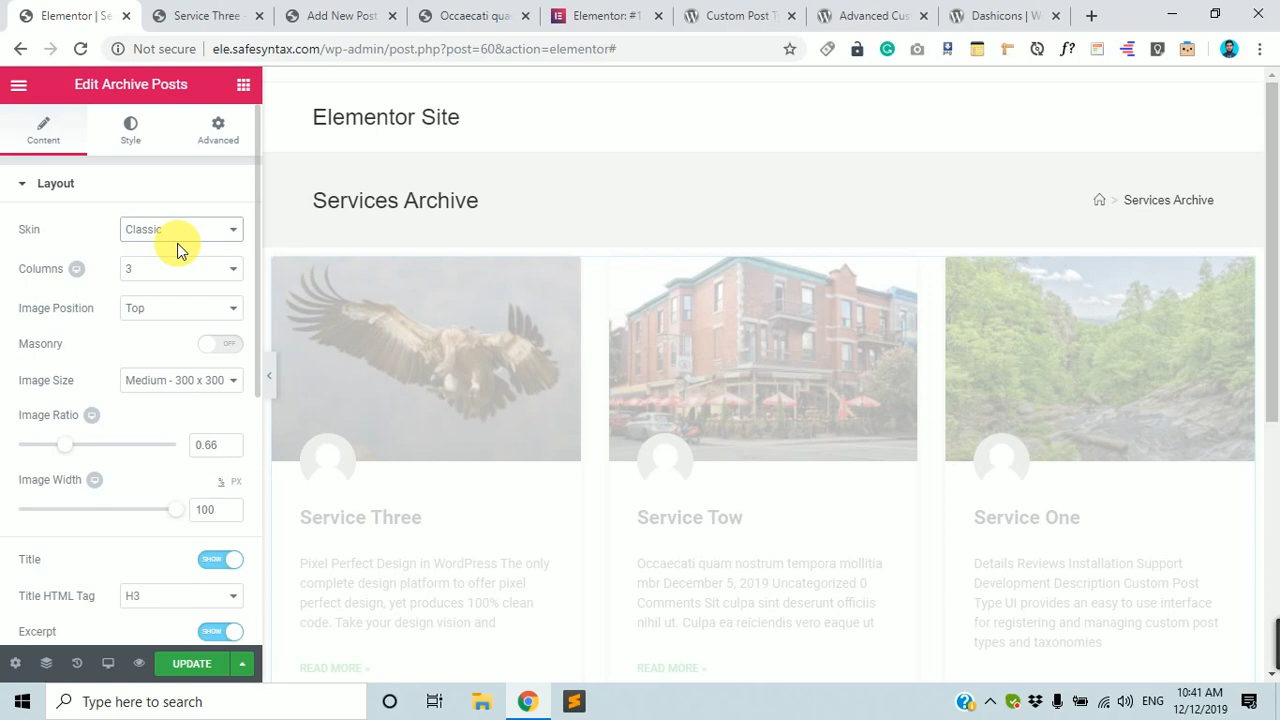 Elementor | Se
Service Three -
Add New Post
Occaecati qua
Elementor: #1
Custom Post T
Advanced Cus
Dashicons | W
Not secure
ele.safesyntax.com/wp-admin/post.php?post=60&action=elementor#
f?
Edit Archive Posts
Content
Style
Advanced
Layout
Skin
Classic
Columns
3
Image Position
Top
Masonry
OFF
Image Size
Medium - 300 x 300
Image Ratio
0.66
Image Width
% PX
100
Title
SHOW
Title HTML Tag
H3
Excerpt
SHOW
UPDATE
Elementor Site
Services Archive
> Services Archive
Service Three
Pixel Perfect Design in WordPress The only
complete design platform to offer pixel
perfect design, yet produces 100% clean
code. Take your design vision and
READ MORE »
Service Tow
Occaecati quam nostrum tempora mollitia
mbr December 5, 2019 Uncategorized 0
Comments Sit culpa sint deserunt officiis
nihil ut. Culpa ea reiciendis vero eaque ut
READ MORE »
Service One
Details Reviews Installation Support
Development Description Custom Post
Type UI provides an easy to use interface
for registering and managing custom post
types and taxonomies
Type here to search
ENG
10:41 AM
12/12/2019